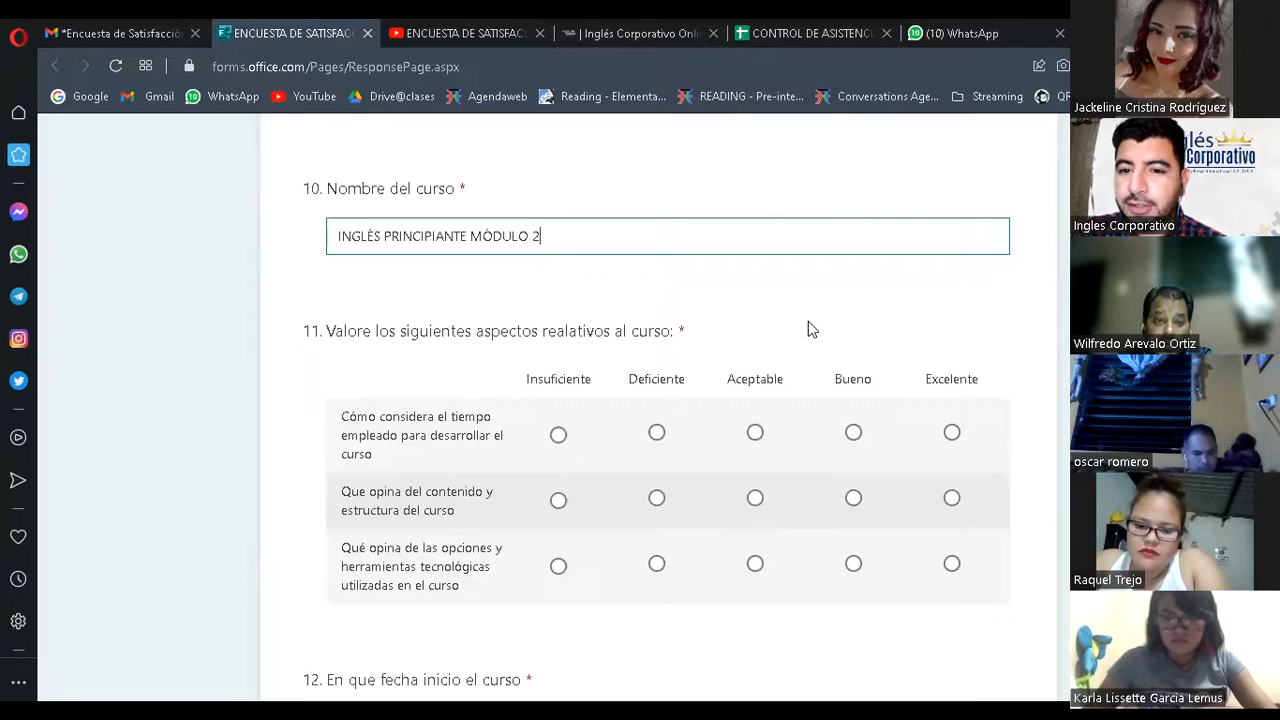 *Encuesta de Satisfacción
ENCUESTA DE SATISFAC
ENCUESTA DE SATISFACC
| Inglés Corporativo Onli
CONTROL DE ASISTENC
(10) WhatsApp
forms.office.com/Pages/ResponsePage.aspx
Google
Gmail
WhatsApp
YouTube
Drive@clases
Agendaweb
Reading - Elementa...
READING - Pre-inte...
Conversations Age...
Streaming
QR
10. Nombre del curso *
INGLÉS PRINCIPIANTE MÓDULO 2
11. Valore los siguientes aspectos realativos al curso: *
Insuficiente
Deficiente
Aceptable
Bueno
Excelente
Cómo considera el tiempo
empleado para desarrollar el
curso
Que opina del contenido y
estructura del curso
Qué opina de las opciones y
herramientas tecnológicas
utilizadas en el curso
12. En que fecha inicio el curso *
Jackeline Cristina Rodríguez
glés
Corporativo
Ingles Corporativo
Wilfredo Arevalo Ortiz
oscar romero
Raquel Trejo
Karla Lissette Garcia Lemus